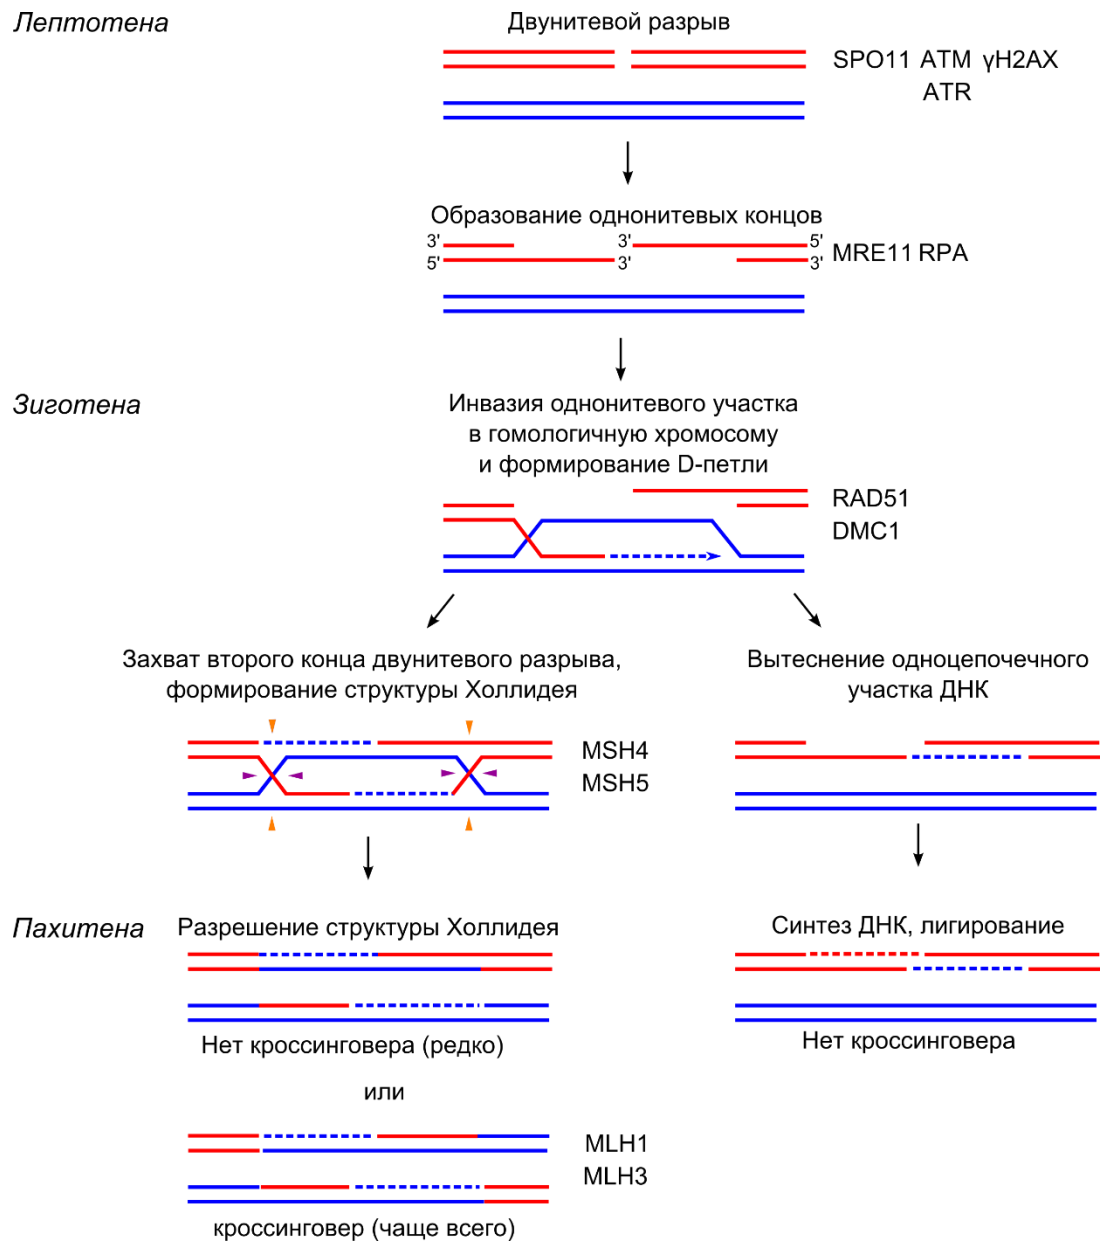 Лептотена
Двунитевой разрыв
SPO11 ATM γH2AX
ATR
Образование однонитевых концов
3' 3' 5'
5' 3' 3'
MRE11 RPA
Зиготена
Инвазия однонитевого участка
в гомологичную хромосому
и формирование D-петли
RAD51
DMC1
Захват второго конца двунитевого разрыва,
формирование структуры Холлидея
MSH4
MSH5
Вытеснение одноцепочечного
участка ДНК
Пахитена
Разрешение структуры Холлидея
Нет кроссинговера (редко)
или
MLH1
MLH3
кроссинговер (чаще всего)
Синтез ДНК, лигирование
Нет кроссинговера